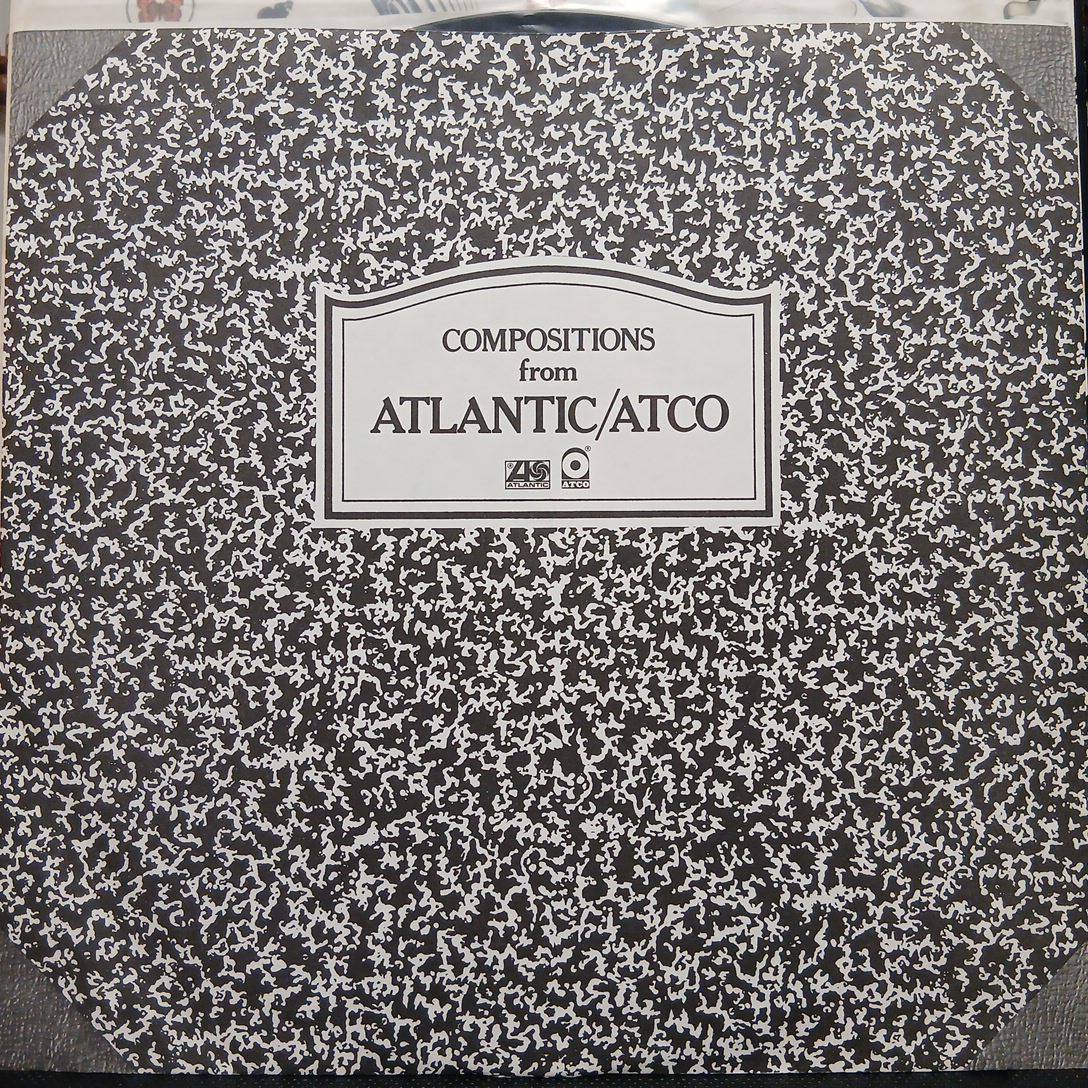 COMPOSITIONS
from
ATLANTIC/ATCO
ATLANTIC
ATCO